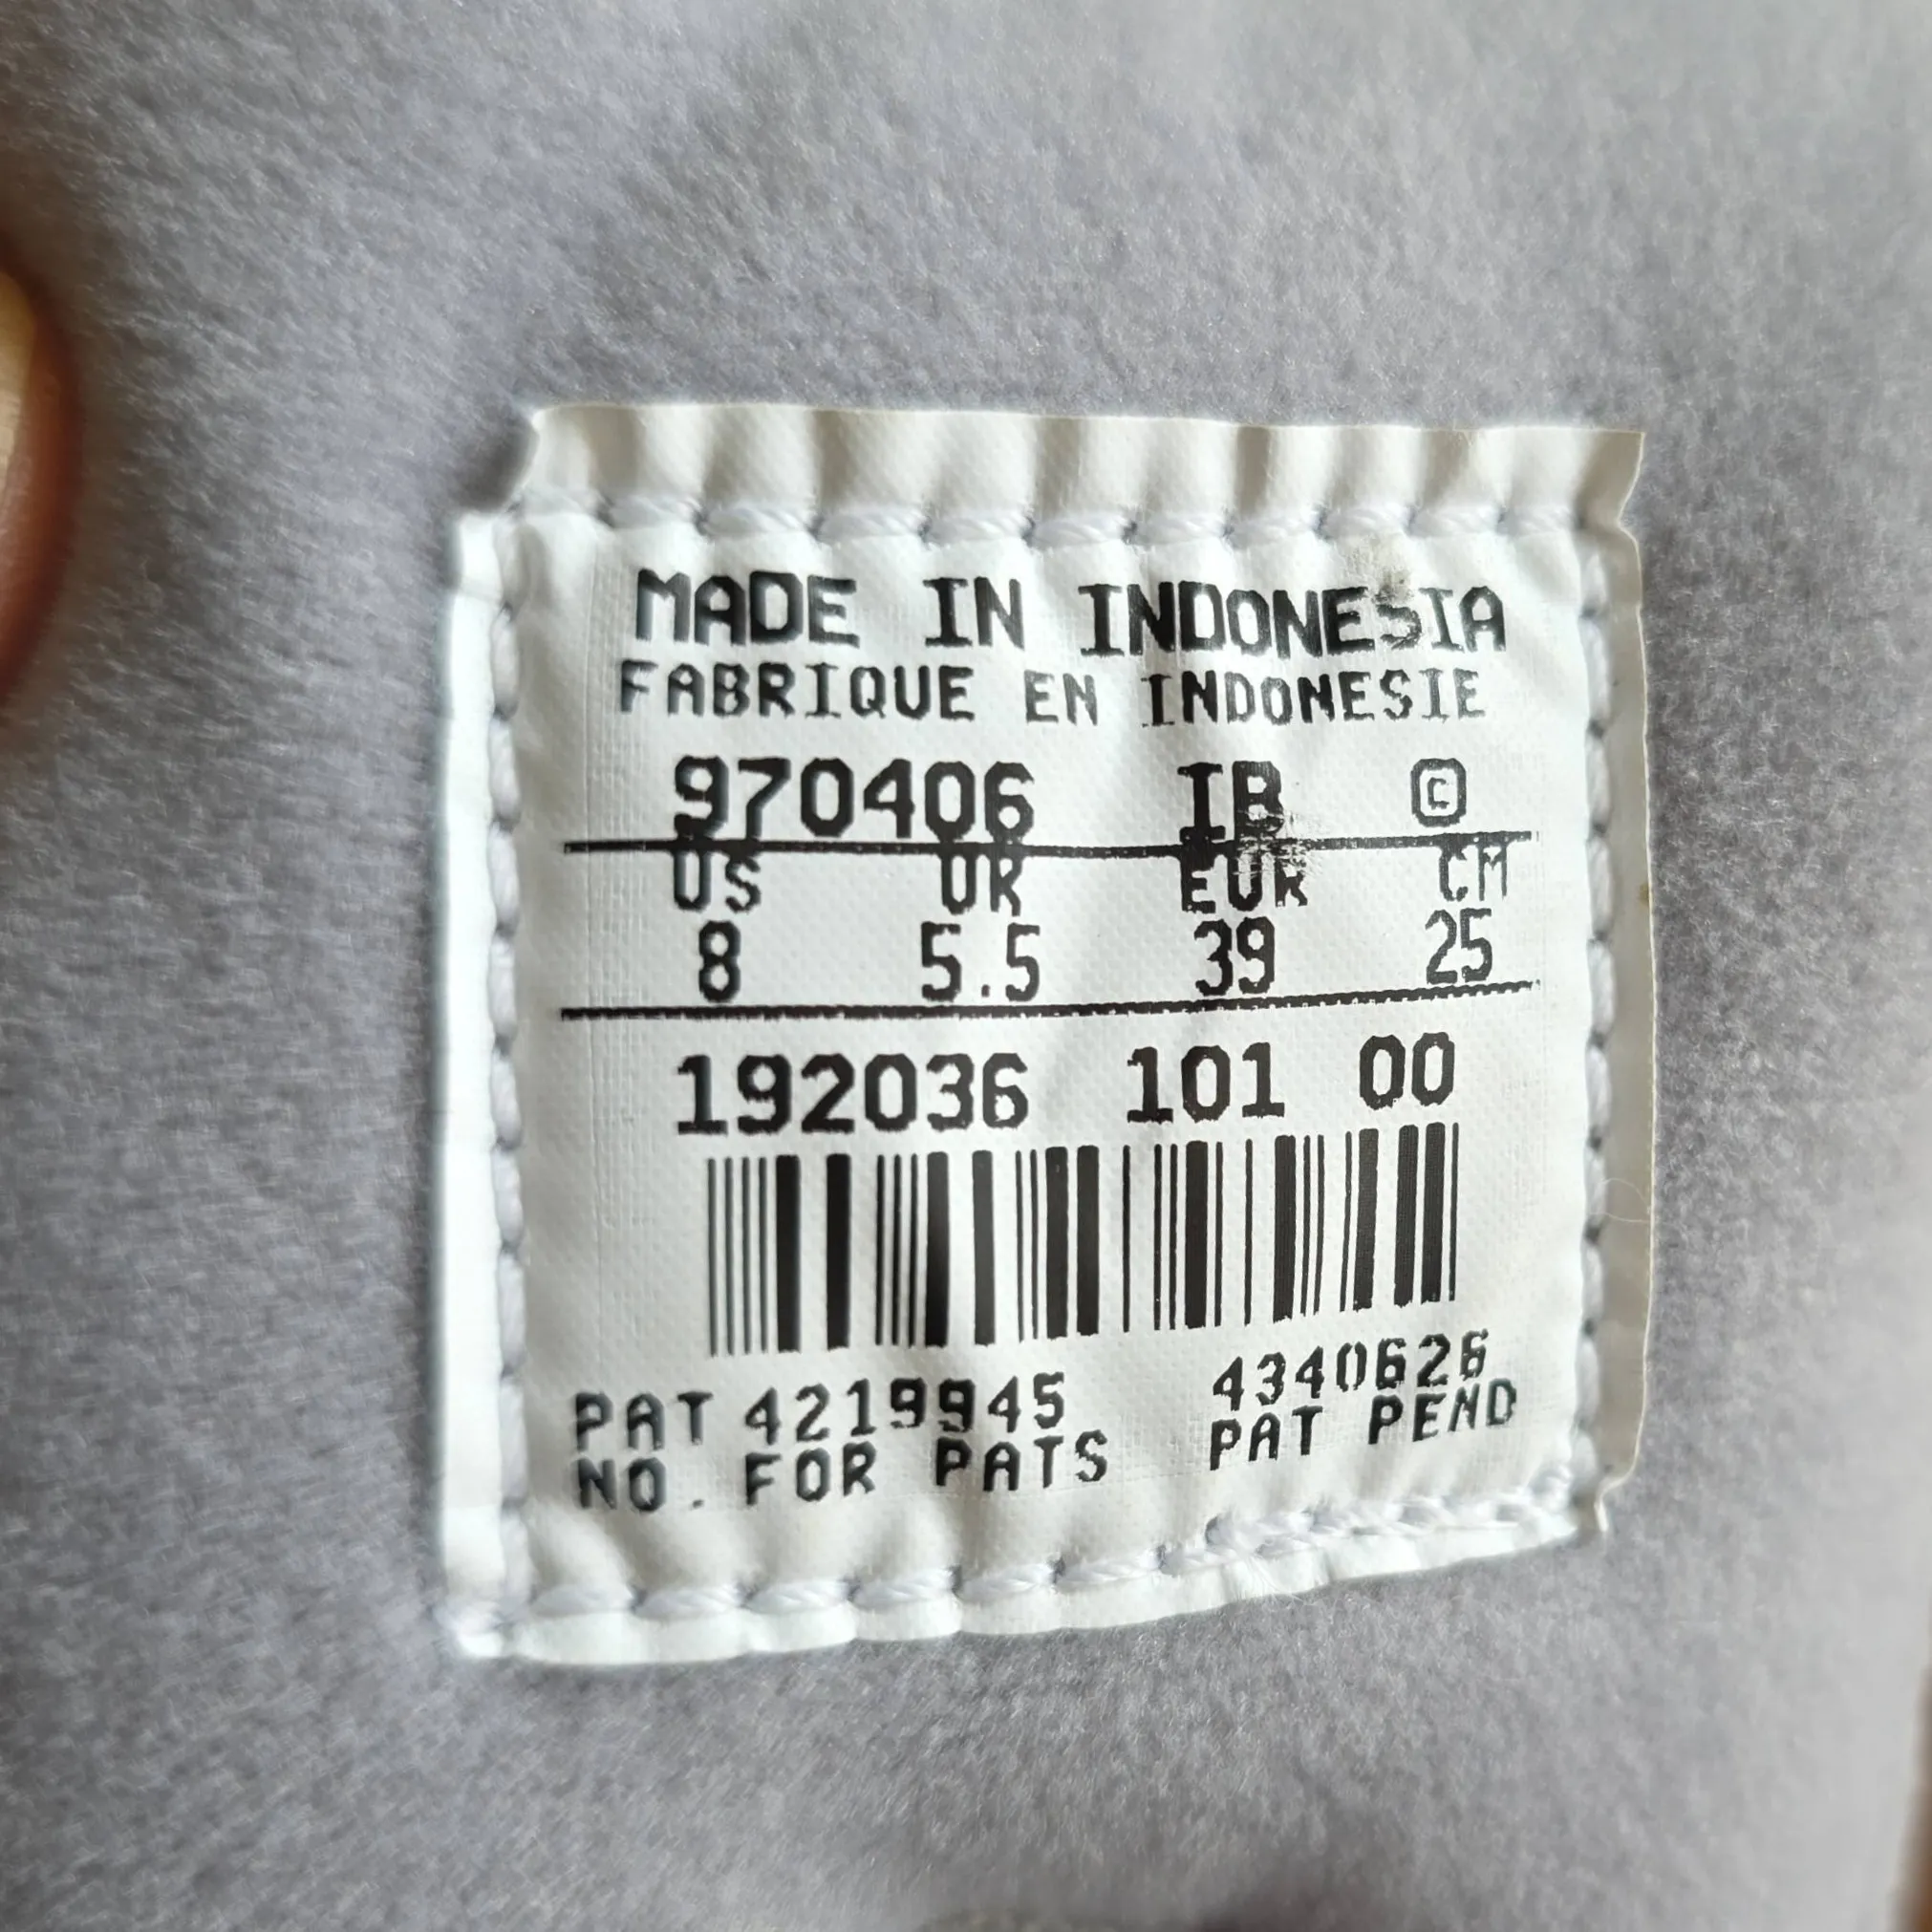 MADE IN INDONESIA
FABRIQUE EN INDONESIE
970406 IB ©
US UK EUR CM
8 5.5 39 25
192036 101 00
PAT 4219945 4340626
NO. FOR PATS PAT PEND